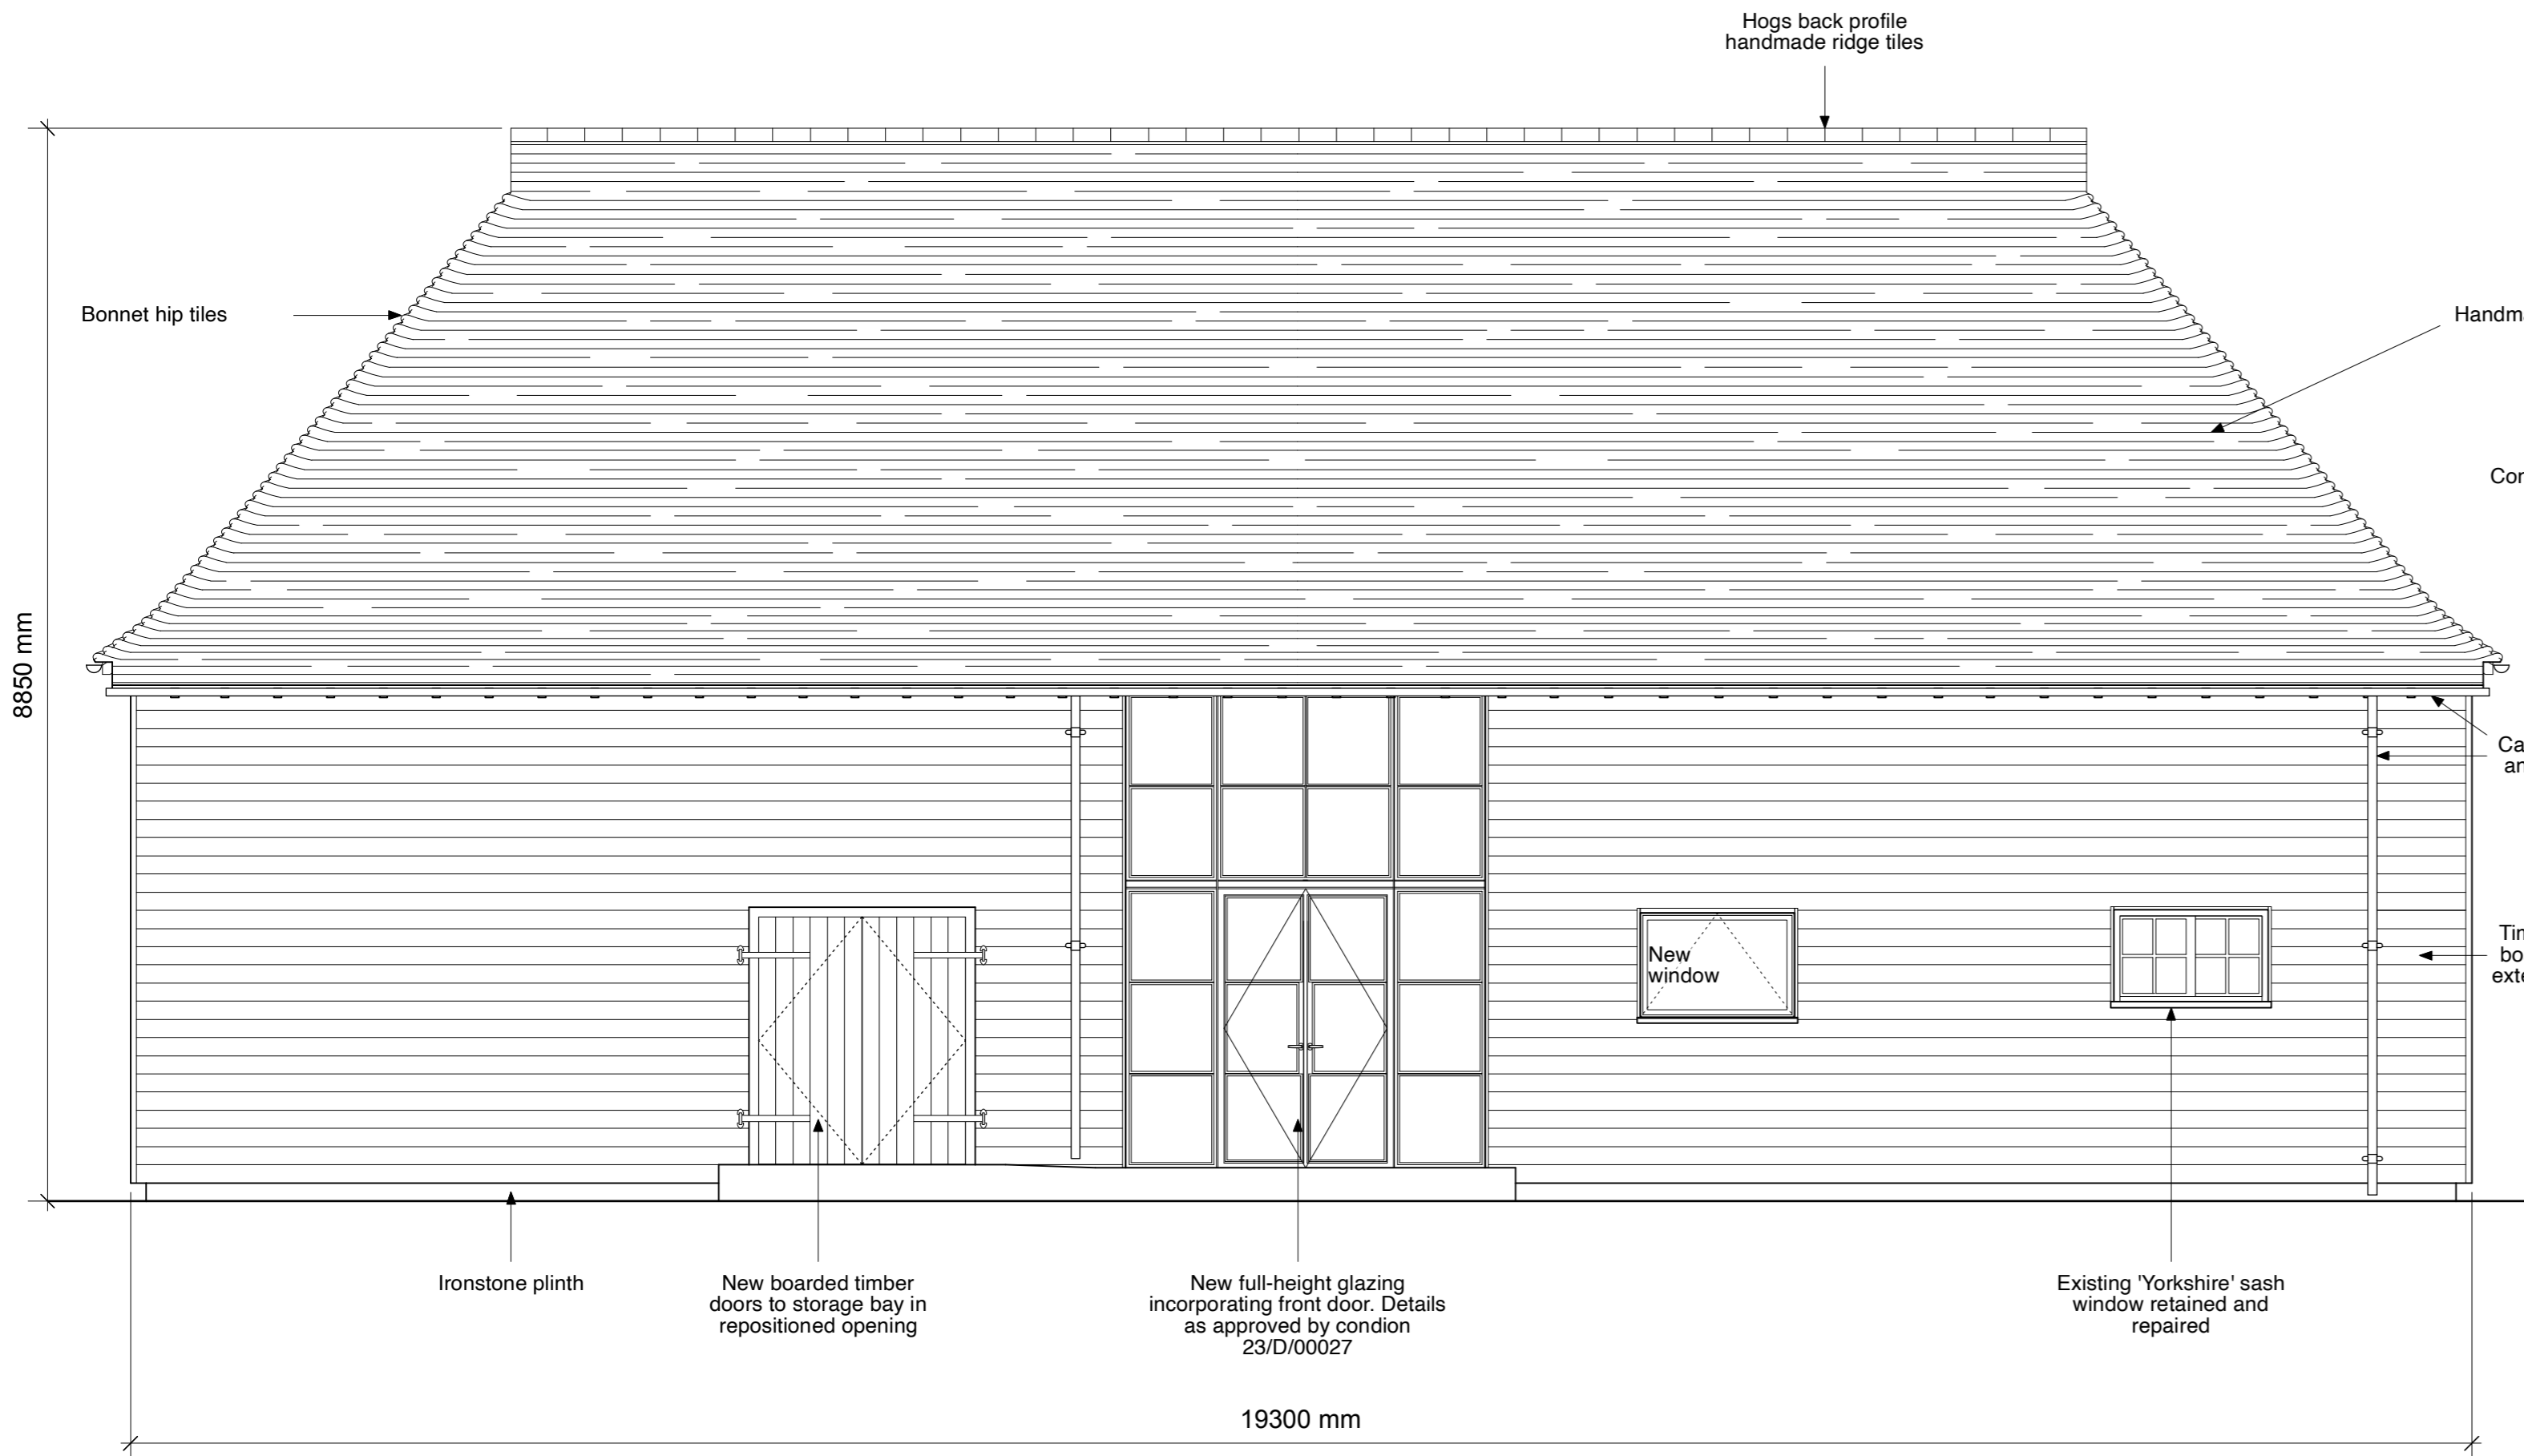 Hogs back profile
handmade ridge tiles
Bonnet hip tiles
8850 mm
New
window
Ironstone plinth
New boarded timber
doors to storage bay in
repositioned opening
New full-height glazing
incorporating front door. Details
as approved by condion
23/D/00027
Existing 'Yorkshire' sash
window retained and
repaired
19300 mm